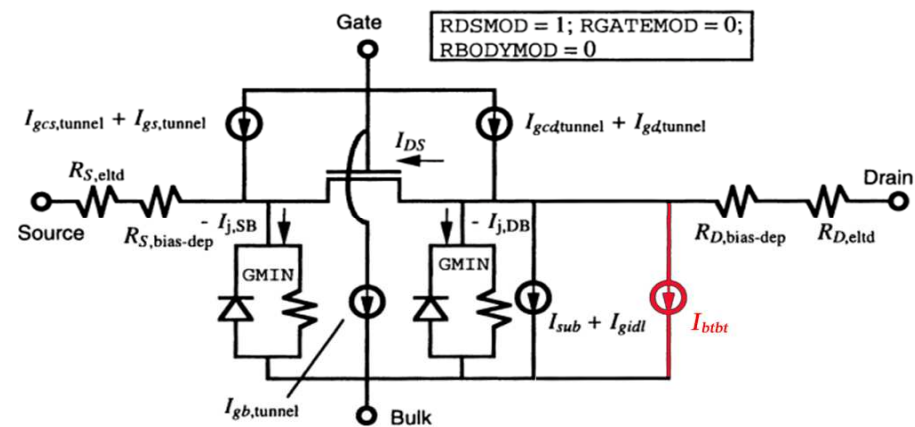 Gate
RDSMOD = 1; RGATEMOD = 0;
RBODYMOD = 0
Igcs,tunnel + Igs,tunnel
Igcd,tunnel + Igd,tunnel
IDS
RS,eltd
Drain
Source
RS,bias-dep
- Ij,SB
- Ij,DB
RD,bias-dep
RD,eltd
GMIN
GMIN
Isub + Igidl
Ibtbt
Igb,tunnel
Bulk